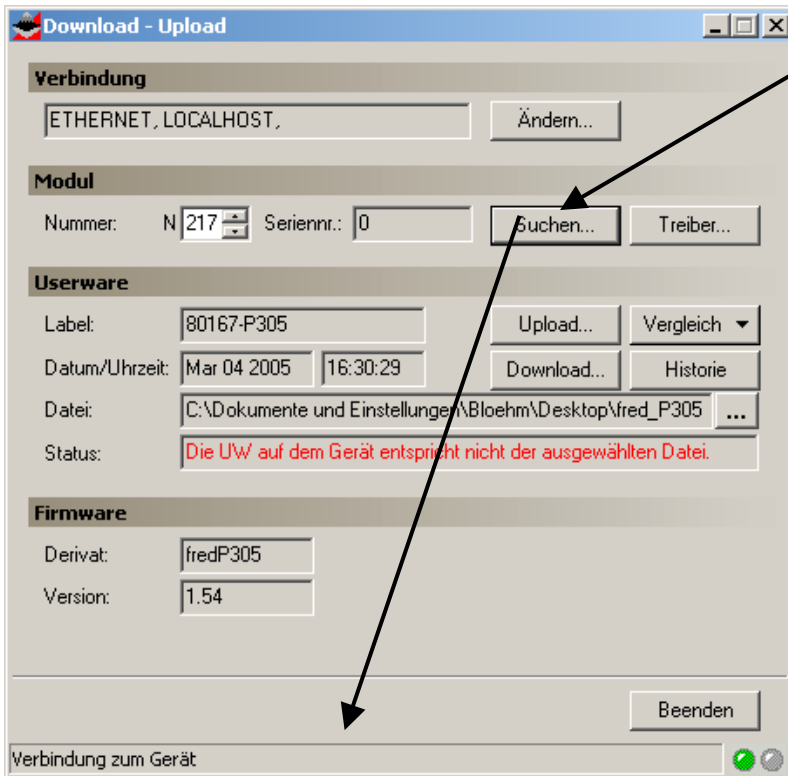 Download - Upload
Verbindung
ETHERNET, LOCALHOST,
Ändern...
Modul
Nummer: N 217 Seriennr.: 0 Suchen... Treiber...
Userware
Label: 80167-P305 Upload... Vergleich
Datum/Uhrzeit: Mar 04 2005 16:30:29 Download... Historie
Datei: C:\Dokumente und Einstellungen\Bloehm\Desktop\fred_P305 ...
Status: Die UW auf dem Gerät entspricht nicht der ausgewählten Datei.
Firmware
Derivat: fredP305
Version: 1.54
Beenden
Verbindung zum Gerät